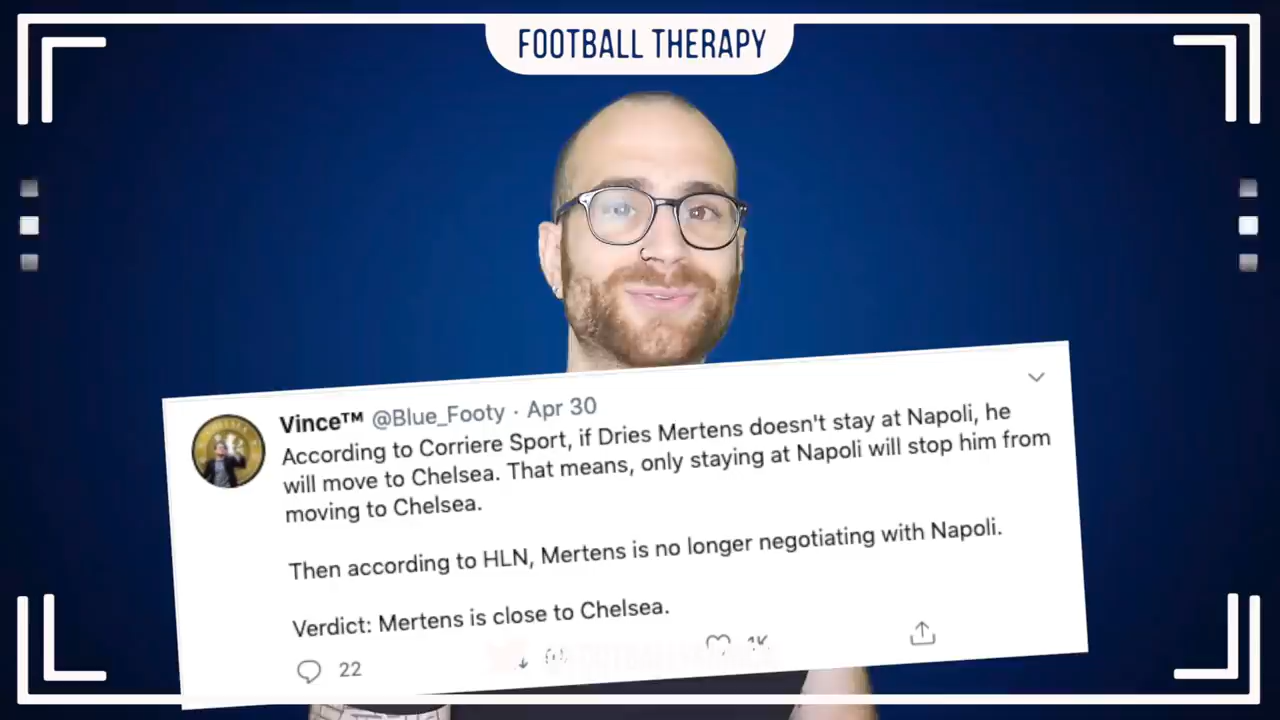 FOOTBALL THERAPY
Vince™ @Blue_Footy · Apr 30
According to Corriere Sport, if Dries Mertens doesn't stay at Napoli, he
will move to Chelsea. That means, only staying at Napoli will stop him from
moving to Chelsea.
Then according to HLN, Mertens is no longer negotiating with Napoli.
Verdict: Mertens is close to Chelsea.
22
1K